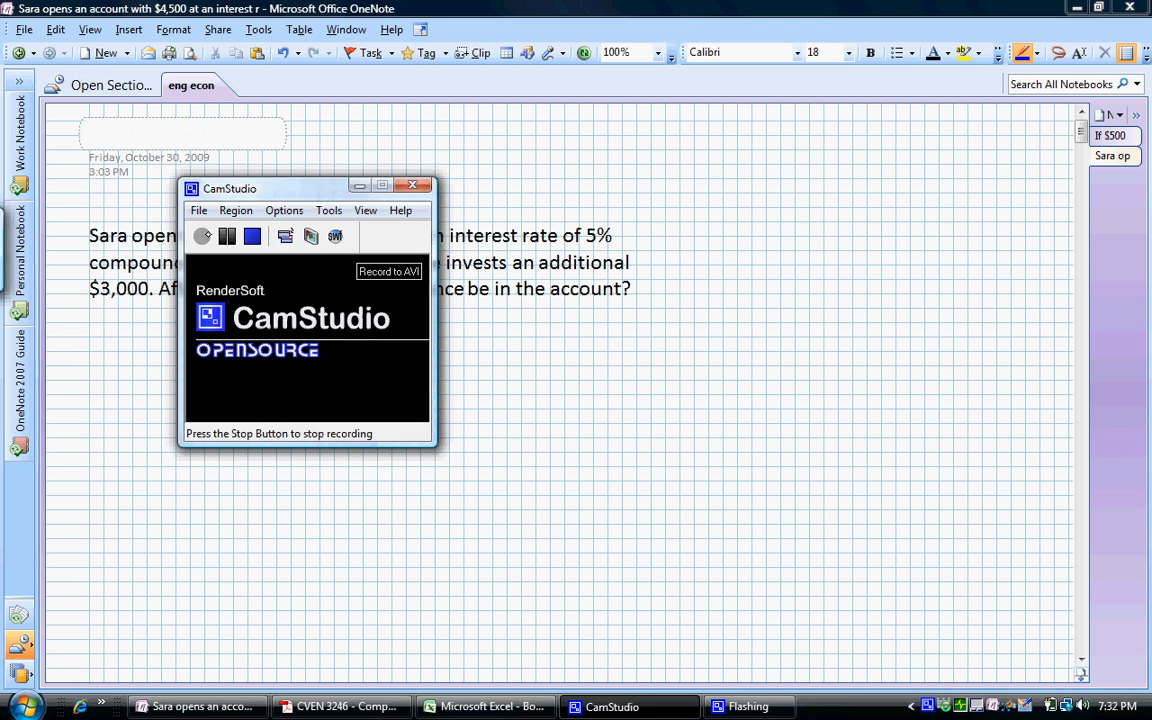 Sara opens an account with $4,500 at an interest r - Microsoft Office OneNote
File Edit View Insert Format Share Tools Table Window Help
New Task Tag Clip 100% Calibri 18 B A
Open Sectio... eng econ Search All Notebooks
Work Notebook
Personal Notebook
OneNote 2007 Guide
If $500
Sara op
Friday, October 30, 2009
3:03 PM
Sara open interest rate of 5%
compoun invests an additional
$3,000. Af be in the account?
CamStudio
File Region Options Tools View Help
Record to AVI
RenderSoft
CamStudio
OPENSOURCE
Press the Stop Button to stop recording
Sara opens an acco... CVEN 3246 - Comp... Microsoft Excel - Bo... CamStudio Flashing 7:32 PM